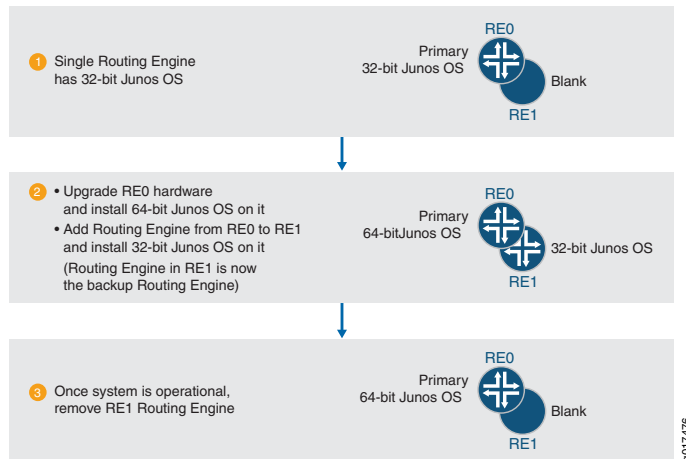 1 Single Routing Engine
has 32-bit Junos OS
RE0
Primary
32-bit Junos OS
Blank
RE1
2 • Upgrade RE0 hardware
and install 64-bit Junos OS on it
• Add Routing Engine from RE0 to RE1
and install 32-bit Junos OS on it
(Routing Engine in RE1 is now
the backup Routing Engine)
RE0
Primary
64-bitJunos OS
32-bit Junos OS
RE1
3 Once system is operational,
remove RE1 Routing Engine
RE0
Primary
64-bit Junos OS
Blank
RE1